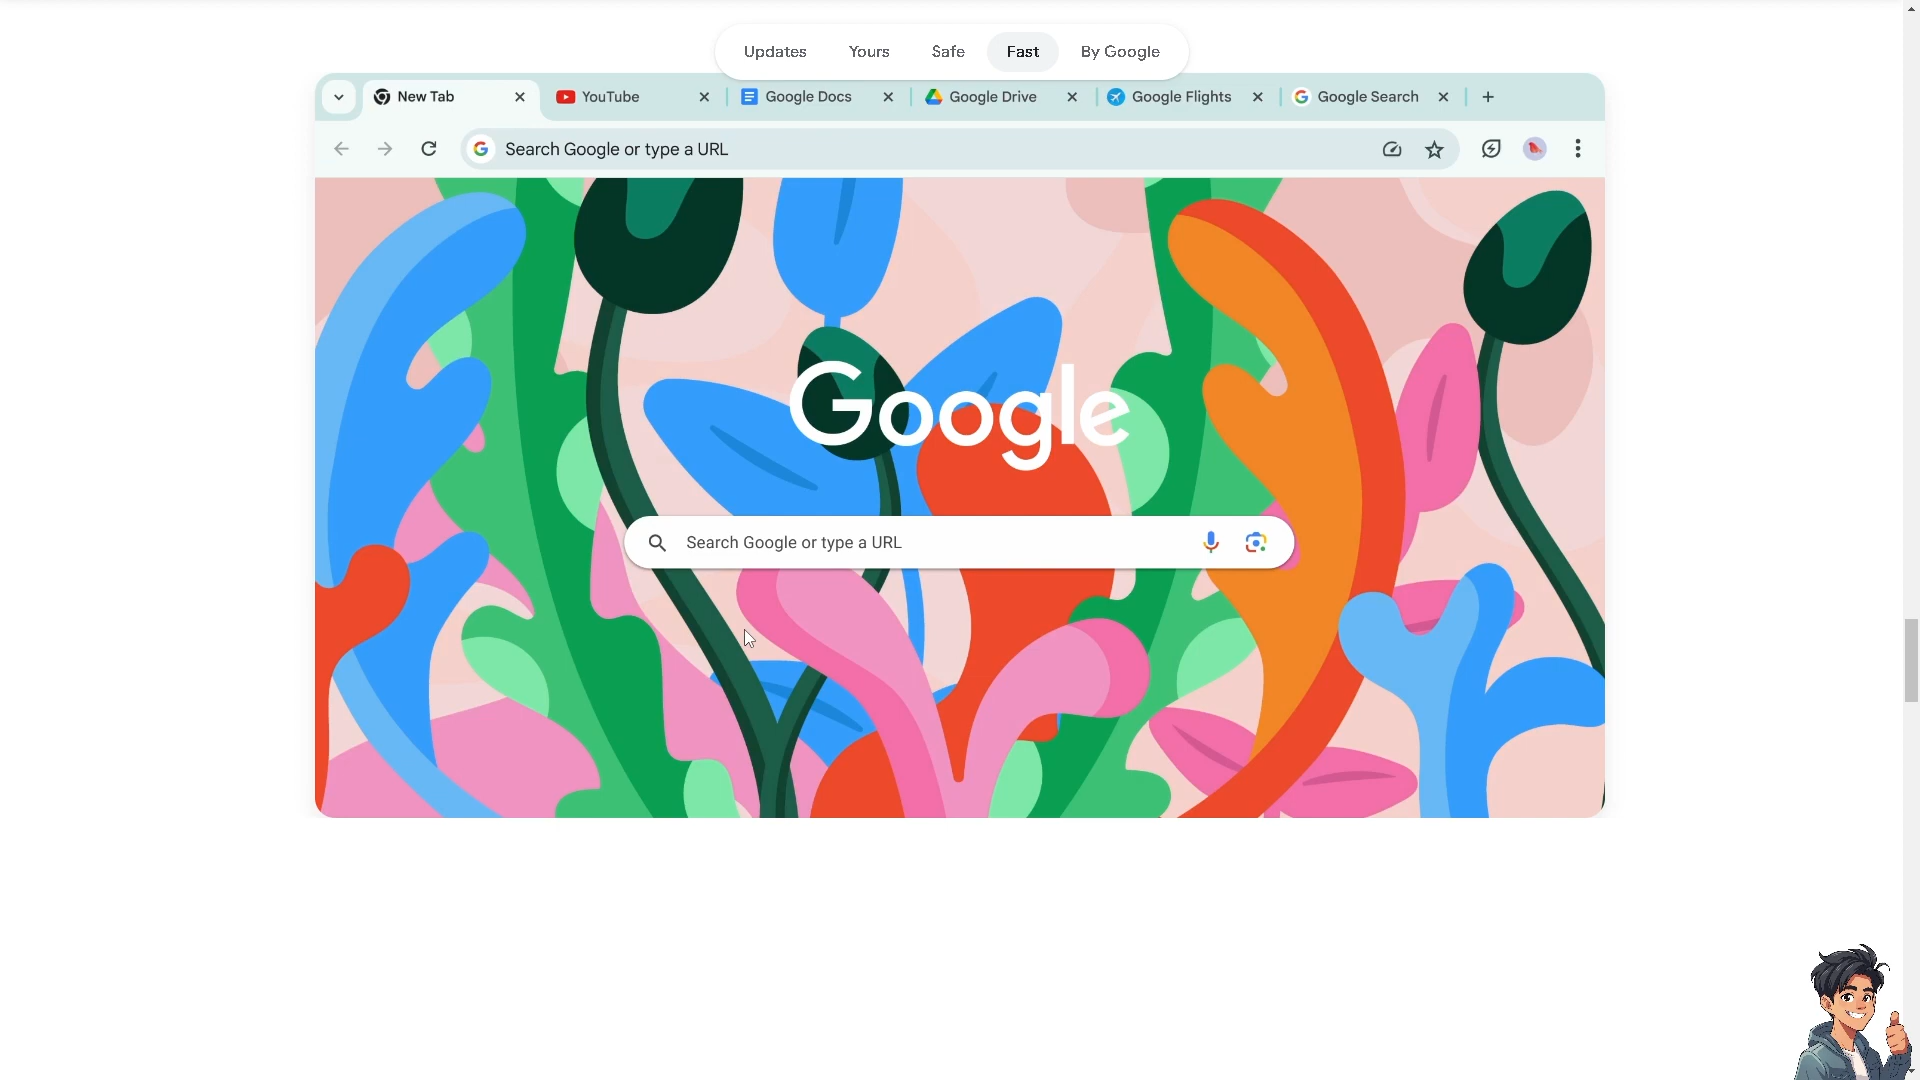 Updates Yours Safe Fast By Google
New Tab YouTube Google Docs Google Drive Google Flights Google Search
Search Google or type a URL
Google
Search Google or type a URL